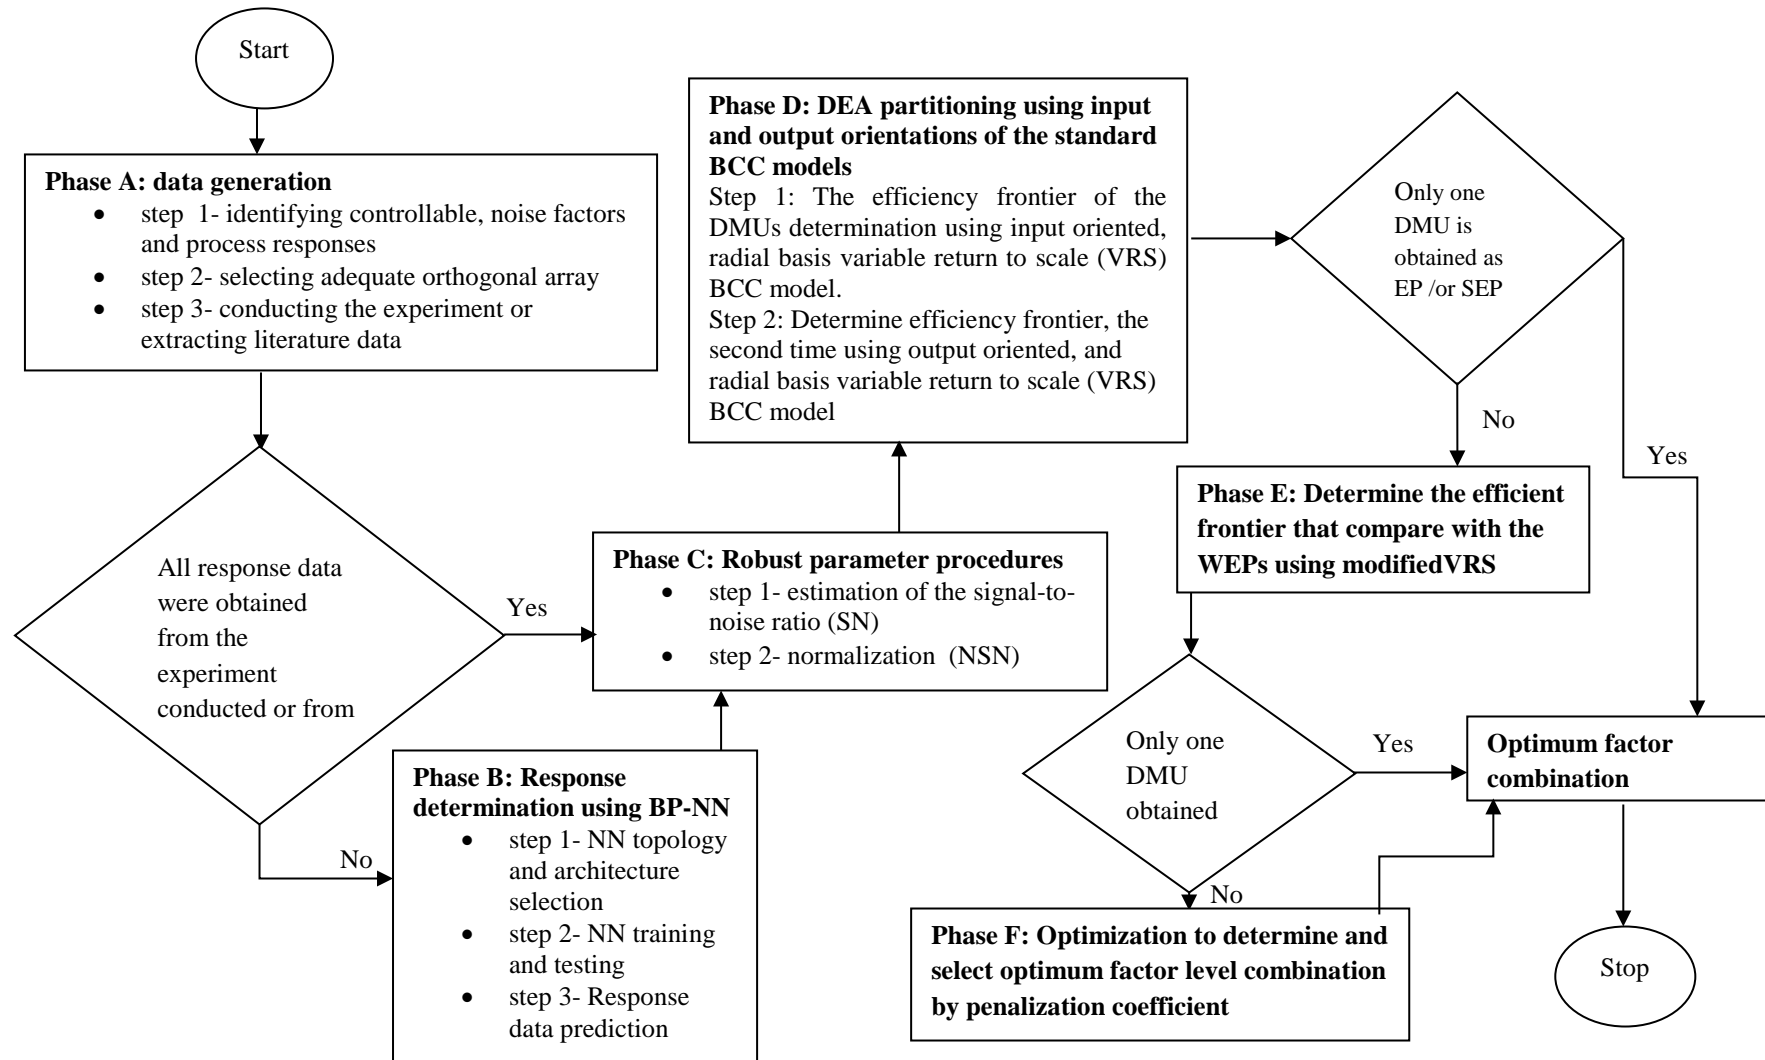 Start
Phase A: data generation
• step 1- identifying controllable, noise factors
and process responses
• step 2- selecting adequate orthogonal array
• step 3- conducting the experiment or
extracting literature data
All response data
were obtained
from the
experiment
conducted or from
Yes
No
Phase B: Response
determination using BP-NN
• step 1- NN topology
and architecture
selection
• step 2- NN training
and testing
• step 3- Response
data prediction
Phase C: Robust parameter procedures
• step 1- estimation of the signal-to-
noise ratio (SN)
• step 2- normalization (NSN)
Phase D: DEA partitioning using input
and output orientations of the standard
BCC models
Step 1: The efficiency frontier of the
DMUs determination using input oriented,
radial basis variable return to scale (VRS)
BCC model.
Step 2: Determine efficiency frontier, the
second time using output oriented, and
radial basis variable return to scale (VRS)
BCC model
Only one
DMU is
obtained as
EP /or SEP
No
Yes
Phase E: Determine the efficient
frontier that compare with the
WEPs using modifiedVRS
Only one
DMU
obtained
Yes
No
Phase F: Optimization to determine and
select optimum factor level combination
by penalization coefficient
Optimum factor
combination
Stop